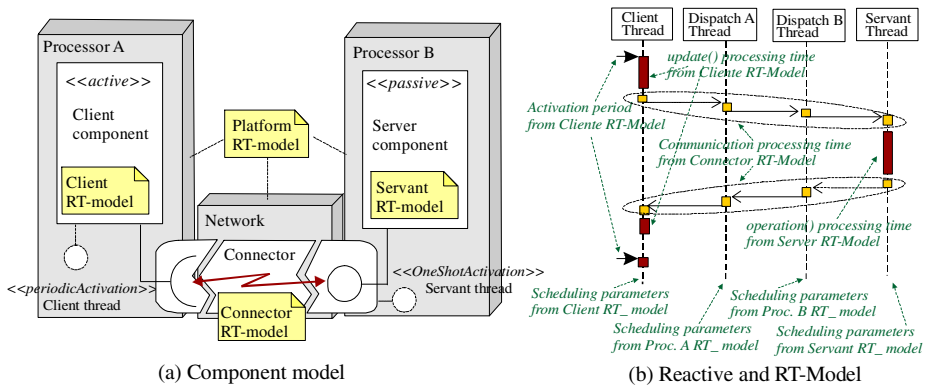 Processor A
<<active>>
Client
component
Client
RT-model
<<periodicActivation>>
Client thread
Platform
RT-model
Network
Connector
Connector
RT-model
Processor B
<<passive>>
Server
component
Servant
RT-model
<<OneShotActivation>>
Servant thread
(a) Component model
Client
Thread
Dispatch A
Thread
Dispatch B
Thread
Servant
Thread
update() processing time
from Cliente RT-Model
Activation period
from Cliente RT-Model
Communication processing time
from Connector RT-Model
operation() processing time
from Server RT-Model
Scheduling parameters
from Client RT_ model
Scheduling parameters
from Proc. A RT_ model
Scheduling parameters
from Proc. B RT_ model
Scheduling parameters
from Servant RT_ model
(b) Reactive and RT-Model